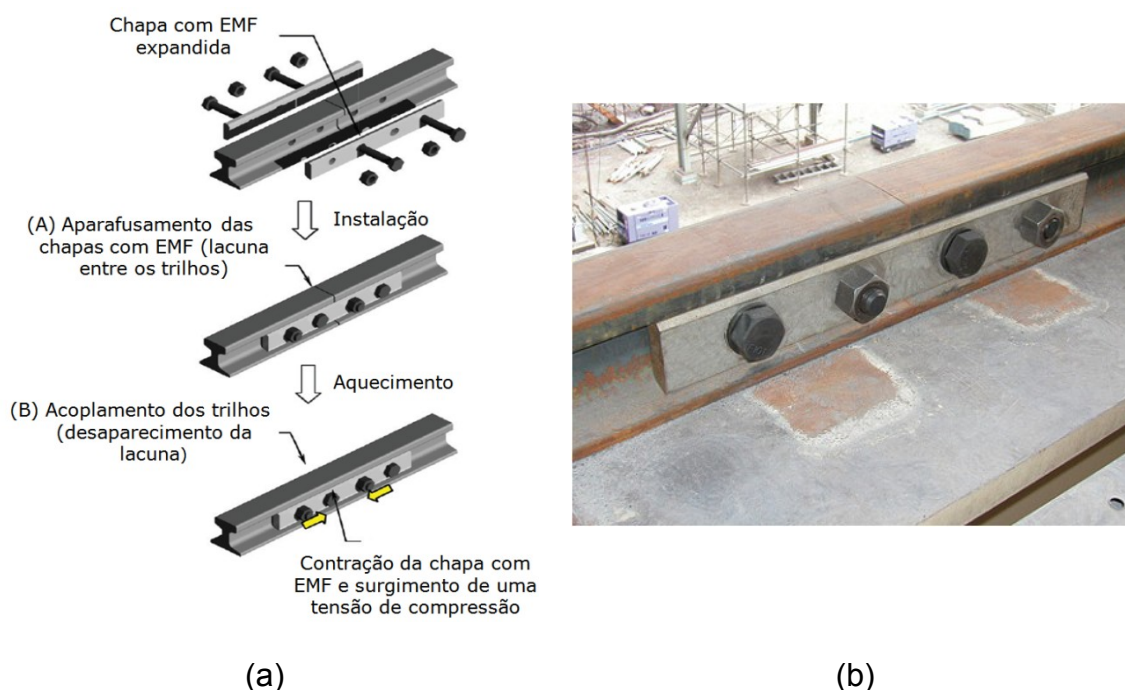 Chapa com EMF
expandida
(A) Aparafusamento das
chapas com EMF (lacuna
entre os trilhos)
Instalação
Aquecimento
(B) Acoplamento dos trilhos
(desaparecimento da
lacuna)
Contração da chapa com
EMF e surgimento de uma
tensão de compressão
(a)
(b)